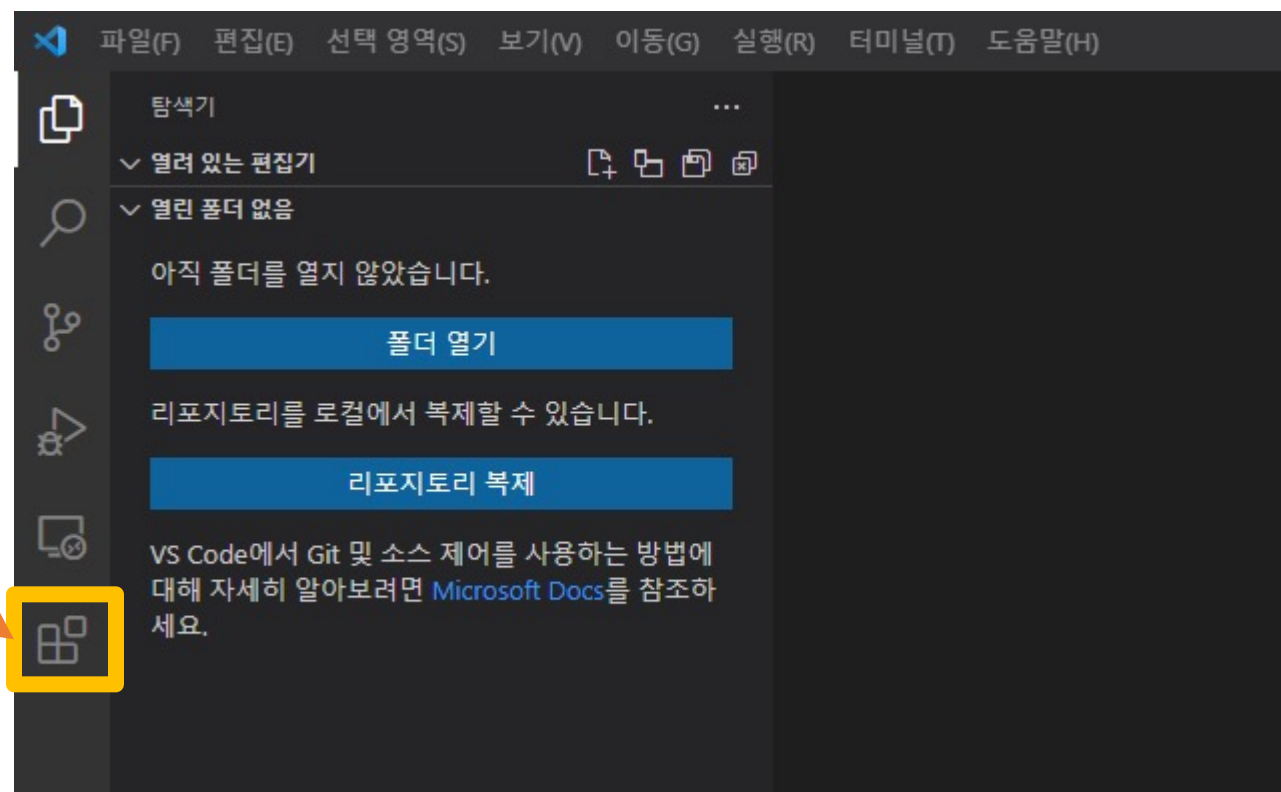 파일(F) 편집(E) 선택 영역(S) 보기(V) 이동(G) 실행(R) 터미널(T) 도움말(H)
탐색기
열려 있는 편집기
열린 폴더 없음
아직 폴더를 열지 않았습니다.
폴더 열기
리포지토리를 로컬에서 복제할 수 있습니다.
리포지토리 복제
VS Code에서 Git 및 소스 제어를 사용하는 방법에
대해 자세히 알아보려면 Microsoft Docs를 참조하
세요.